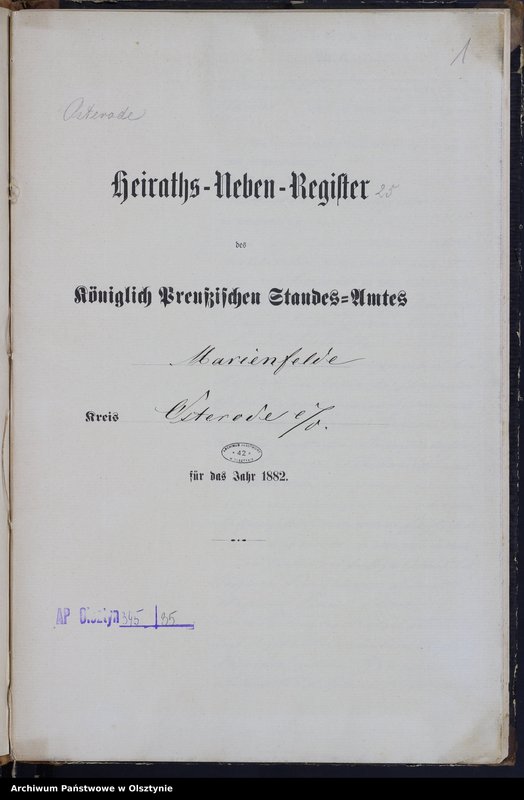 1
Osterode
Heiraths-Neben-Register 25
des
Königlich Preußischen Standes-Amtes
Marienfelde
Kreis Osterode o/o.
42
für das Jahr 1882.
AP Olsztyn 395 | 85
Archiwum Państwowe w Olsztynie